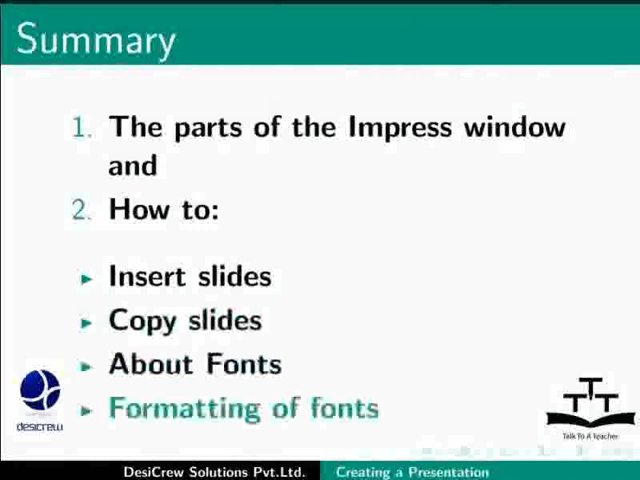 Summary
1. The parts of the Impress window
and
2. How to:
▸ Insert slides
▸ Copy slides
▸ About Fonts
▸ Formatting of fonts
desicrew
TTT
Talk To A Teacher
DesiCrew Solutions Pvt.Ltd. Creating a Presentation